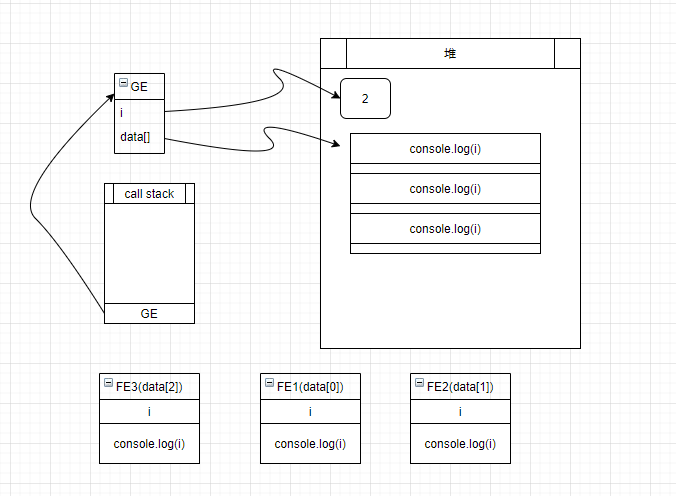 堆
GE
2
i
data[]
console.log(i)
console.log(i)
console.log(i)
call stack
GE
FE3(data[2])
i
console.log(i)
FE1(data[0])
i
console.log(i)
FE2(data[1])
i
console.log(i)